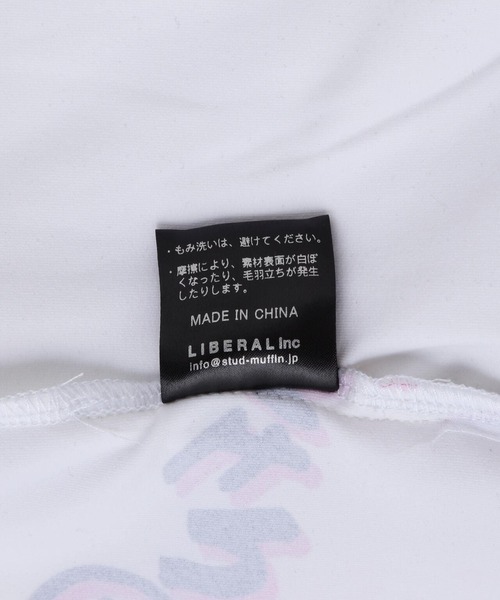 ・もみ洗いは、避けてください。
・摩擦により、素材表面が白ぼ
くなったり、毛羽立ちが発生
したりします。
MADE IN CHINA
LIBERAL Inc
info@stud-muffin.jp